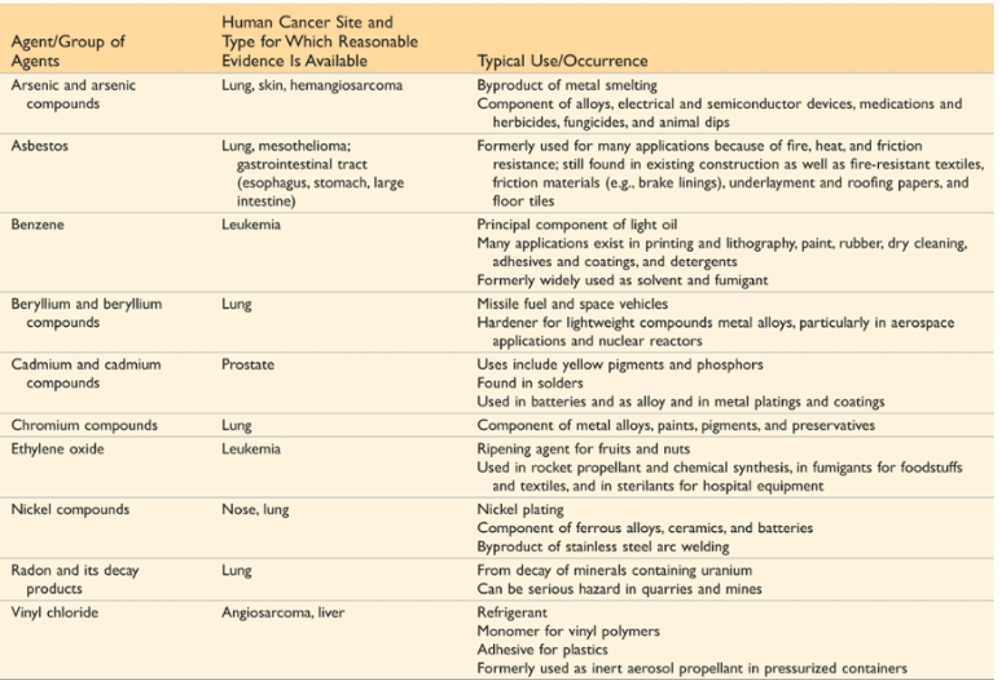 Agent/Group of
Agents
Human Cancer Site and
Type for Which Reasonable
Evidence Is Available
Typical Use/Occurrence
Arsenic and arsenic
compounds
Lung, skin, hemangiosarcoma
Byproduct of metal smelting
Component of alloys, electrical and semiconductor devices, medications and
herbicides, fungicides, and animal dips
Asbestos
Lung, mesothelioma;
gastrointestinal tract
(esophagus, stomach, large
intestine)
Formerly used for many applications because of fire, heat, and friction
resistance; still found in existing construction as well as fire-resistant textiles,
friction materials (e.g., brake linings), underlayment and roofing papers, and
floor tiles
Benzene
Leukemia
Principal component of light oil
Many applications exist in printing and lithography, paint, rubber, dry cleaning,
adhesives and coatings, and detergents
Formerly widely used as solvent and fumigant
Beryllium and beryllium
compounds
Lung
Missile fuel and space vehicles
Hardener for lightweight compounds metal alloys, particularly in aerospace
applications and nuclear reactors
Cadmium and cadmium
compounds
Prostate
Uses include yellow pigments and phosphors
Found in solders
Used in batteries and as alloy and in metal platings and coatings
Chromium compounds
Lung
Component of metal alloys, paints, pigments, and preservatives
Ethylene oxide
Leukemia
Ripening agent for fruits and nuts
Used in rocket propellant and chemical synthesis, in fumigants for foodstuffs
and textiles, and in sterilants for hospital equipment
Nickel compounds
Nose, lung
Nickel plating
Component of ferrous alloys, ceramics, and batteries
Byproduct of stainless steel arc welding
Radon and its decay
products
Lung
From decay of minerals containing uranium
Can be serious hazard in quarries and mines
Vinyl chloride
Angiosarcoma, liver
Refrigerant
Monomer for vinyl polymers
Adhesive for plastics
Formerly used as inert aerosol propellant in pressurized containers